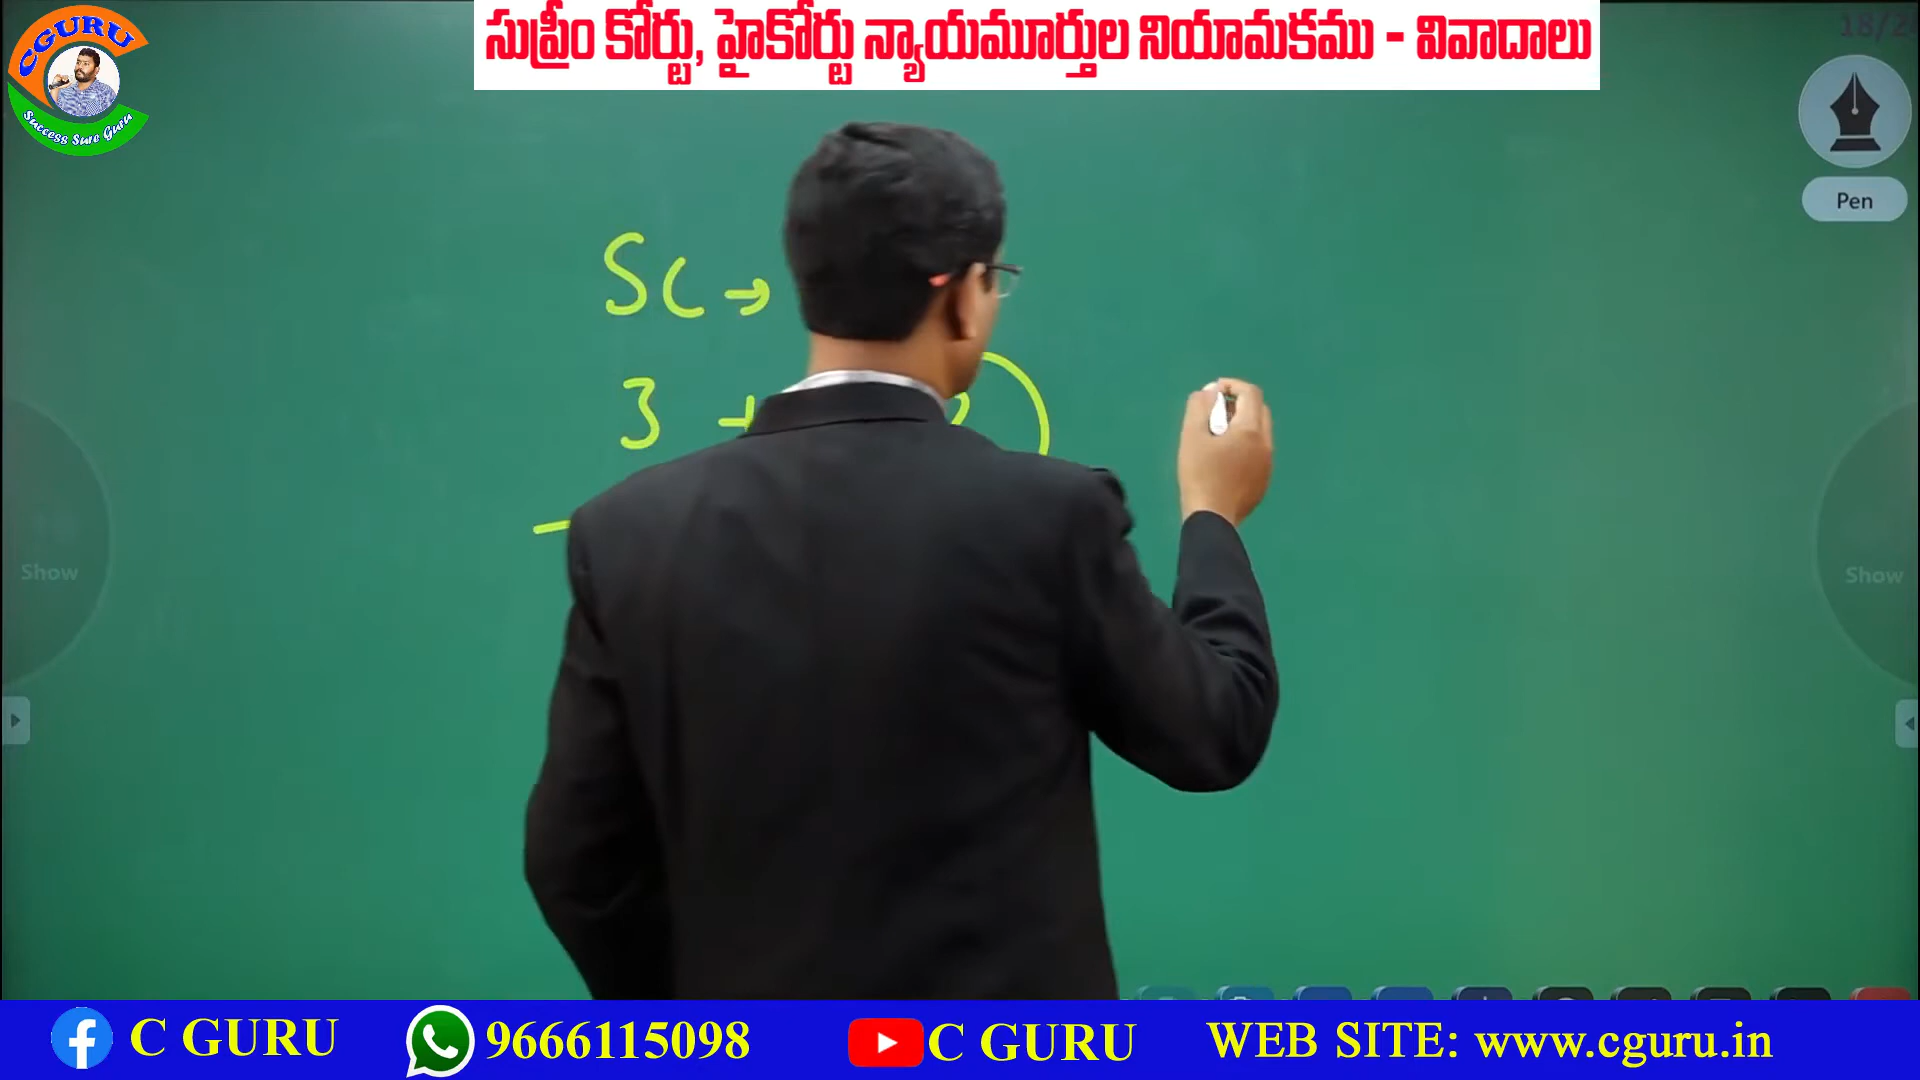 సుప్రీం కోర్టు, హైకోర్టు న్యాయమూర్తుల నియామకము - వివాదాలు
CGURU
Success Sure Guru
Pen
SC →
3 +
Show
Show
C GURU
9666115098
C GURU
WEB SITE: www.cguru.in